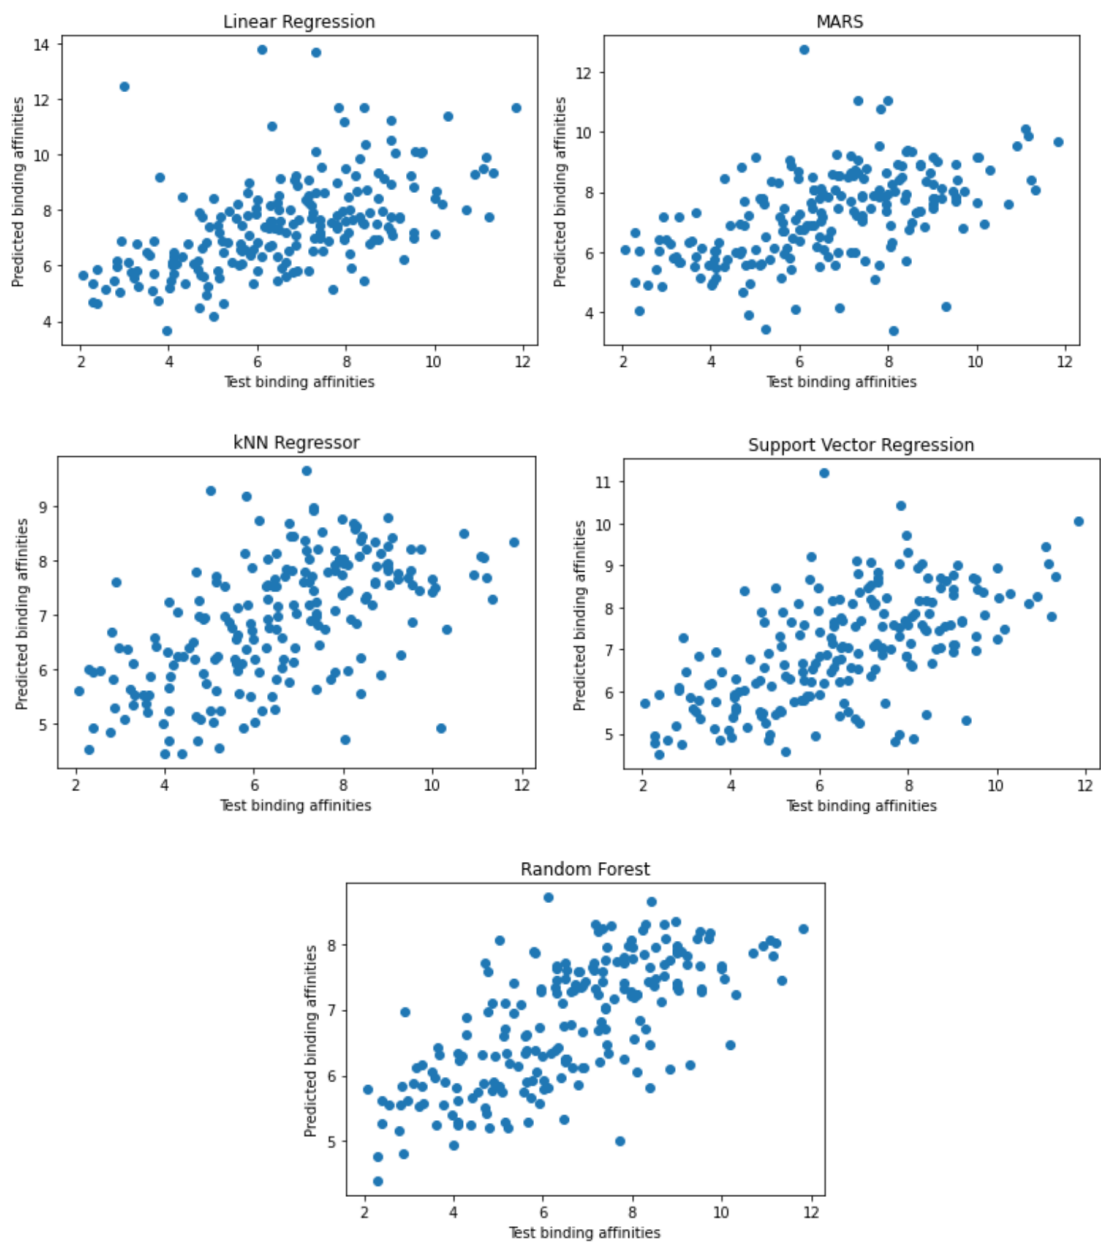 Linear Regression
14
12
10
8
6
4
Predicted binding affinities
2 4 6 8 10 12
Test binding affinities
MARS
12
10
8
6
4
Predicted binding affinities
2 4 6 8 10 12
Test binding affinities
kNN Regressor
9
8
7
6
5
Predicted binding affinities
2 4 6 8 10 12
Test binding affinities
Support Vector Regression
11
10
9
8
7
6
5
Predicted binding affinities
2 4 6 8 10 12
Test binding affinities
Random Forest
8
7
6
5
Predicted binding affinities
2 4 6 8 10 12
Test binding affinities